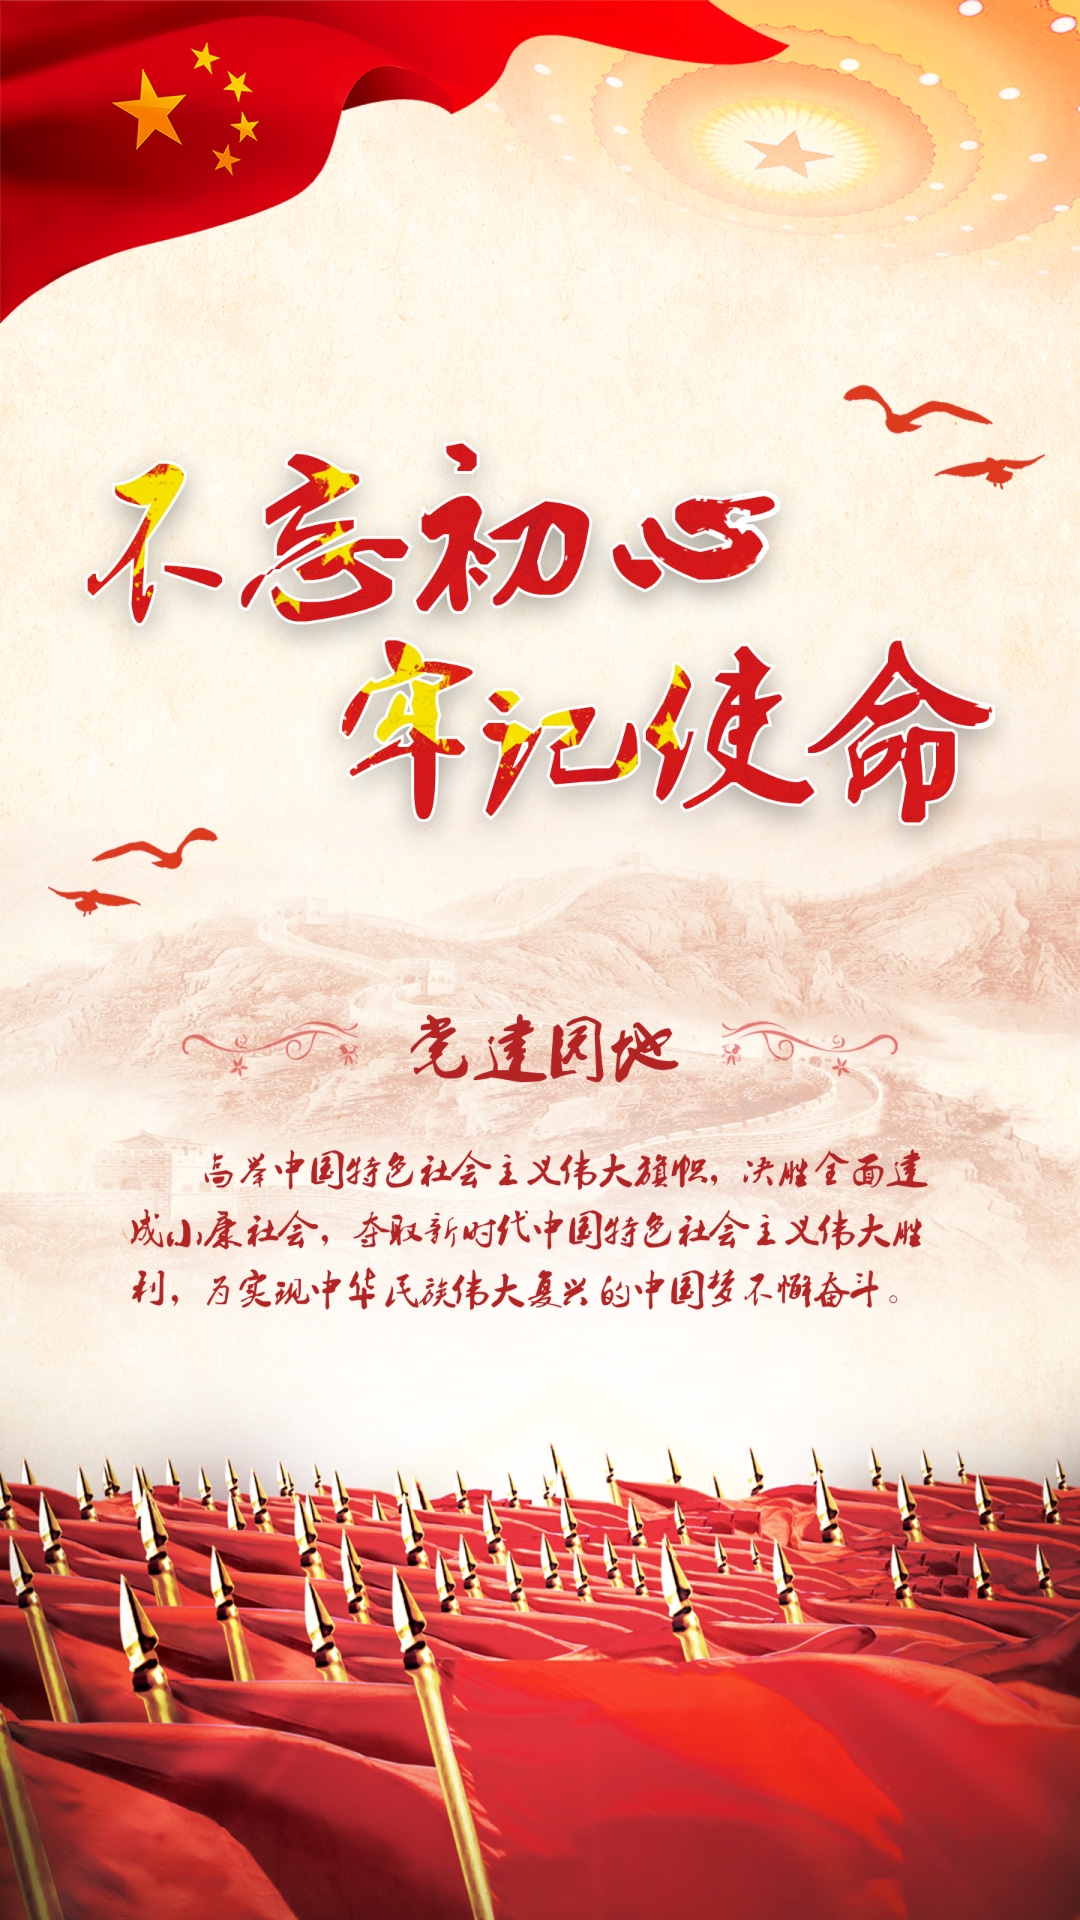 不忘初心
牢记使命
党建园地
高举中国特色社会主义伟大旗帜，决胜全面建
成小康社会，夺取新时代中国特色社会主义伟大胜
利，为实现中华民族伟大复兴的中国梦不懈奋斗。